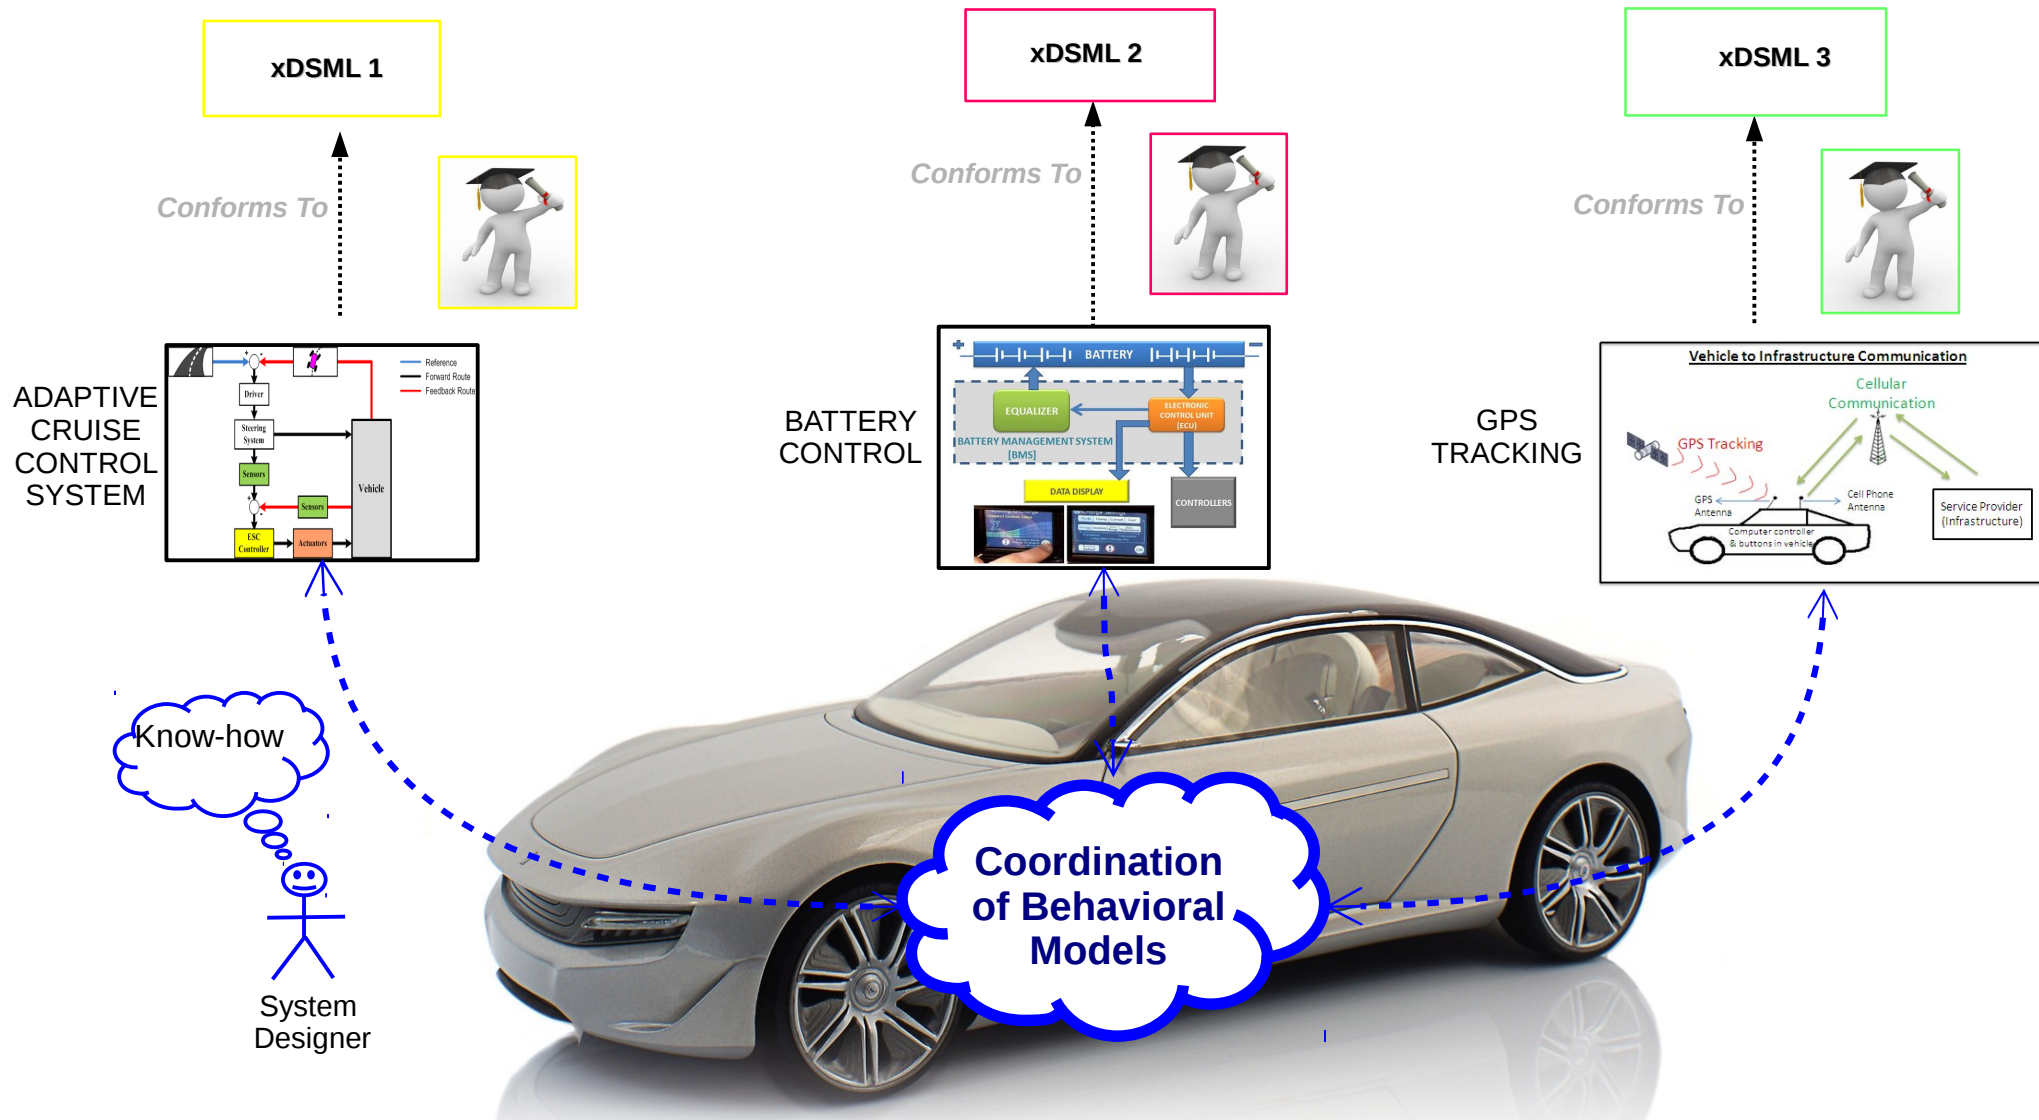 xDSML 1
xDSML 2
xDSML 3
Conforms To
Conforms To
Conforms To
ADAPTIVE
CRUISE
CONTROL
SYSTEM
Reference
Forward Route
Feedback Route
Driver
Steering
System
Sensors
Sensors
Vehicle
ESC
Controller
Actuators
BATTERY
CONTROL
BATTERY
EQUALIZER
ELECTRONIC
CONTROL UNIT
(ECU)
BATTERY MANAGEMENT SYSTEM
[BMS]
DATA DISPLAY
CONTROLLERS
GPS
TRACKING
Vehicle to Infrastructure Communication
Cellular
Communication
GPS Tracking
GPS
Antenna
Cell Phone
Antenna
Service Provider
(Infrastructure)
Computer controller
& buttons in vehicle
Know-how
System
Designer
Coordination
of Behavioral
Models